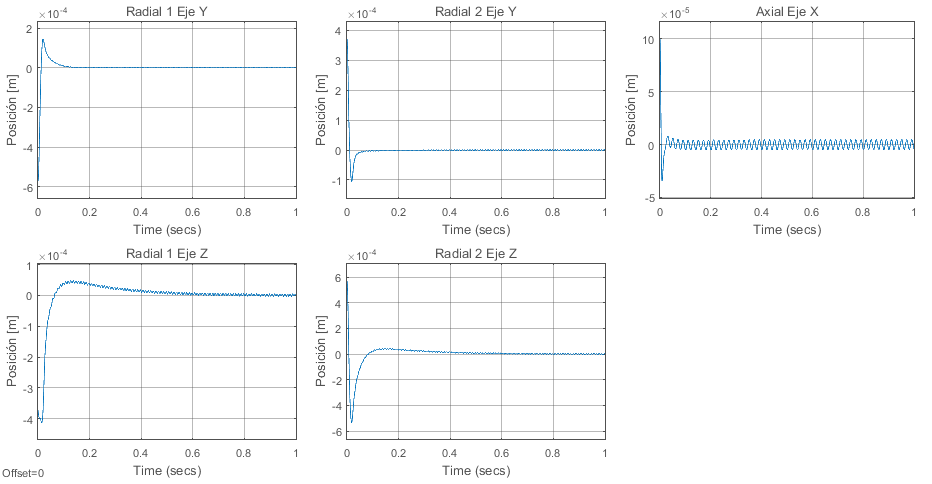 Radial 1 Eje Y
×10⁻⁴
2
0
-2
-4
-6
Posición [m]
0 0.2 0.4 0.6 0.8 1
Time (secs)
Radial 2 Eje Y
×10⁻⁴
4
3
2
1
0
-1
Posición [m]
0 0.2 0.4 0.6 0.8 1
Time (secs)
Axial Eje X
×10⁻⁵
10
5
0
-5
Posición [m]
0 0.2 0.4 0.6 0.8 1
Time (secs)
Radial 1 Eje Z
×10⁻⁴
1
0
-1
-2
-3
-4
Posición [m]
0 0.2 0.4 0.6 0.8 1
Time (secs)
Radial 2 Eje Z
×10⁻⁴
6
4
2
0
-2
-4
-6
Posición [m]
0 0.2 0.4 0.6 0.8 1
Time (secs)
Offset=0